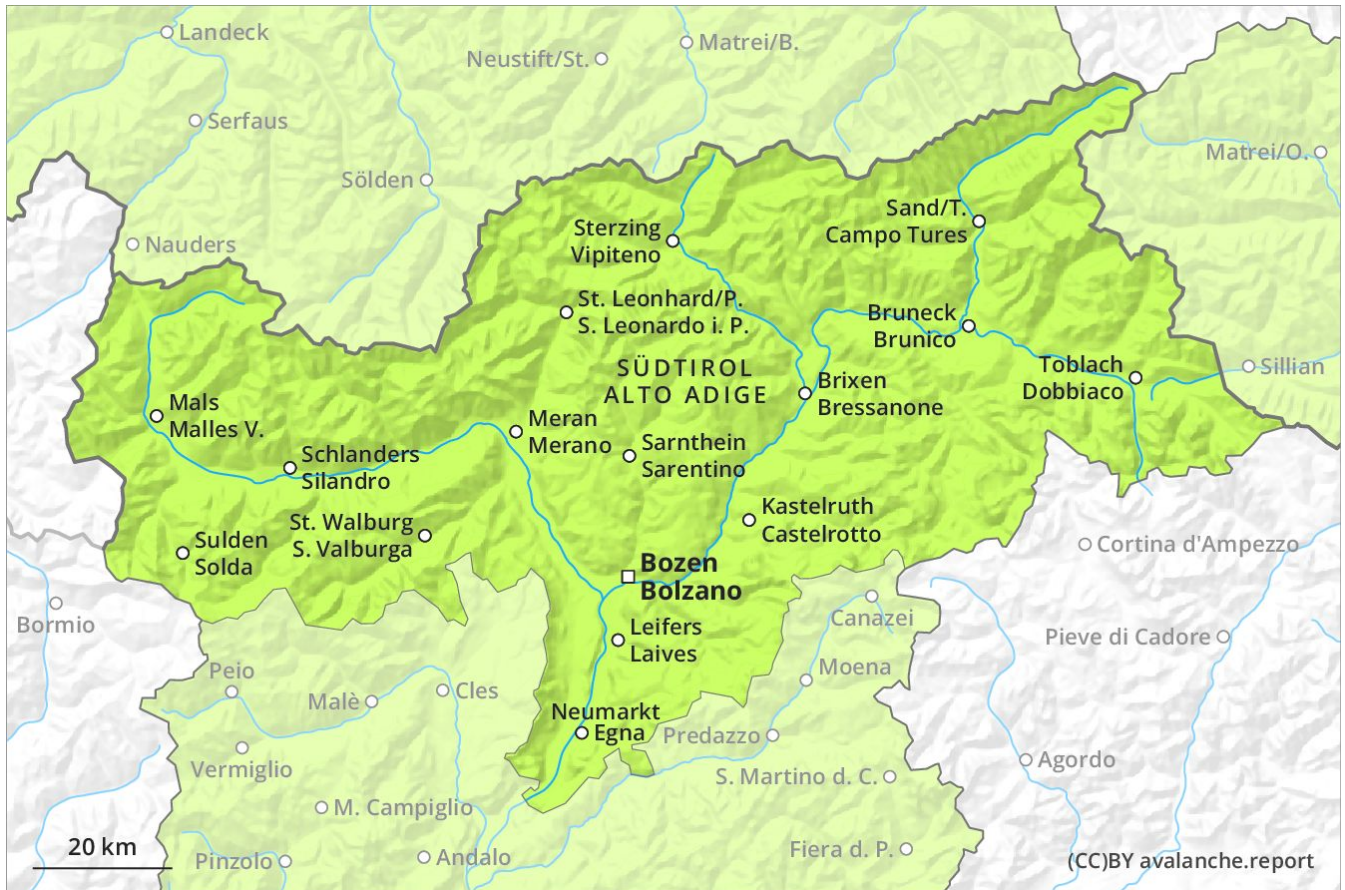 Landeck
Matrei/B.
Neustift/St.
Serfaus
Matrei/O.
Sölden
Sand/T.
Campo Tures
Nauders
Sterzing
Vipiteno
St. Leonhard/P.
S. Leonardo i. P.
Bruneck
Brunico
SÜDTIROL
ALTO ADIGE
Toblach
Dobbiaco
Sillian
Brixen
Bressanone
Mals
Malles V.
Meran
Merano
Sarnthein
Sarentino
Schlanders
Silandro
Kastelruth
Castelrotto
St. Walburg
S. Valburga
Sulden
Solda
Cortina d'Ampezzo
Bozen
Bolzano
Bormio
Canazei
Leifers
Laives
Pieve di Cadore
Peio
Moena
Malè
Cles
Neumarkt
Egna
Predazzo
Vermiglio
Agordo
S. Martino d. C.
M. Campiglio
20 km
Pinzolo
Andalo
Fiera d. P.
(CC)BY avalanche.report